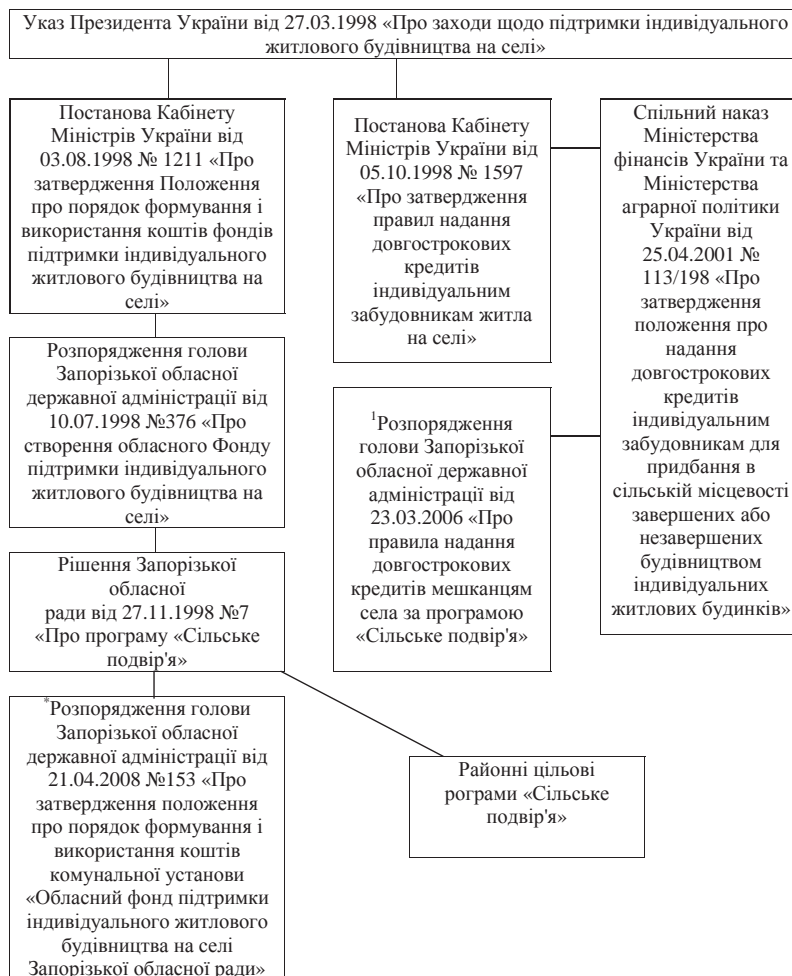 Указ Президента України від 27.03.1998 «Про заходи щодо підтримки індивідуального
житлового будівництва на селі»
Постанова Кабінету
Міністрів України від
03.08.1998 № 1211 «Про
затвердження Положення
про порядок формування і
використання коштів фондів
підтримки індивідуального
житлового будівництва на
селі»
Розпорядження голови
Запорізької обласної
державної адміністрації від
10.07.1998 №376 «Про
створення обласного Фонду
підтримки індивідуального
житлового будівництва на
селі»
Рішення Запорізької
обласної
ради від 27.11.1998 №7
«Про програму «Сільське
подвір'я»
*Розпорядження голови
Запорізької обласної
державної адміністрації від
21.04.2008 №153 «Про
затвердження положення
про порядок формування і
використання коштів
комунальної установи
«Обласний фонд підтримки
індивідуального житлового
будівництва на селі
Запорізької обласної ради»
Постанова Кабінету
Міністрів України від
05.10.1998 № 1597
«Про затвердження
правил надання
довгострокових
кредитів
індивідуальним
забудовникам житла
на селі»
1Розпорядження
голови Запорізької
обласної державної
адміністрації від
23.03.2006 «Про
правила надання
довгострокових
кредитів мешканцям
села за програмою
«Сільське подвір'я»
Спільний наказ
Міністерства
фінансів України та
Міністерства
аграрної політики
України від
25.04.2001 №
113/198 «Про
затвердження
положення про
надання
довгострокових
кредитів
індивідуальним
забудовникам для
придбання в
сільській місцевості
завершених або
незавершених
будівництвом
індивідуальних
житлових будинків»
Районні цільові
рограми «Сільське
подвір'я»